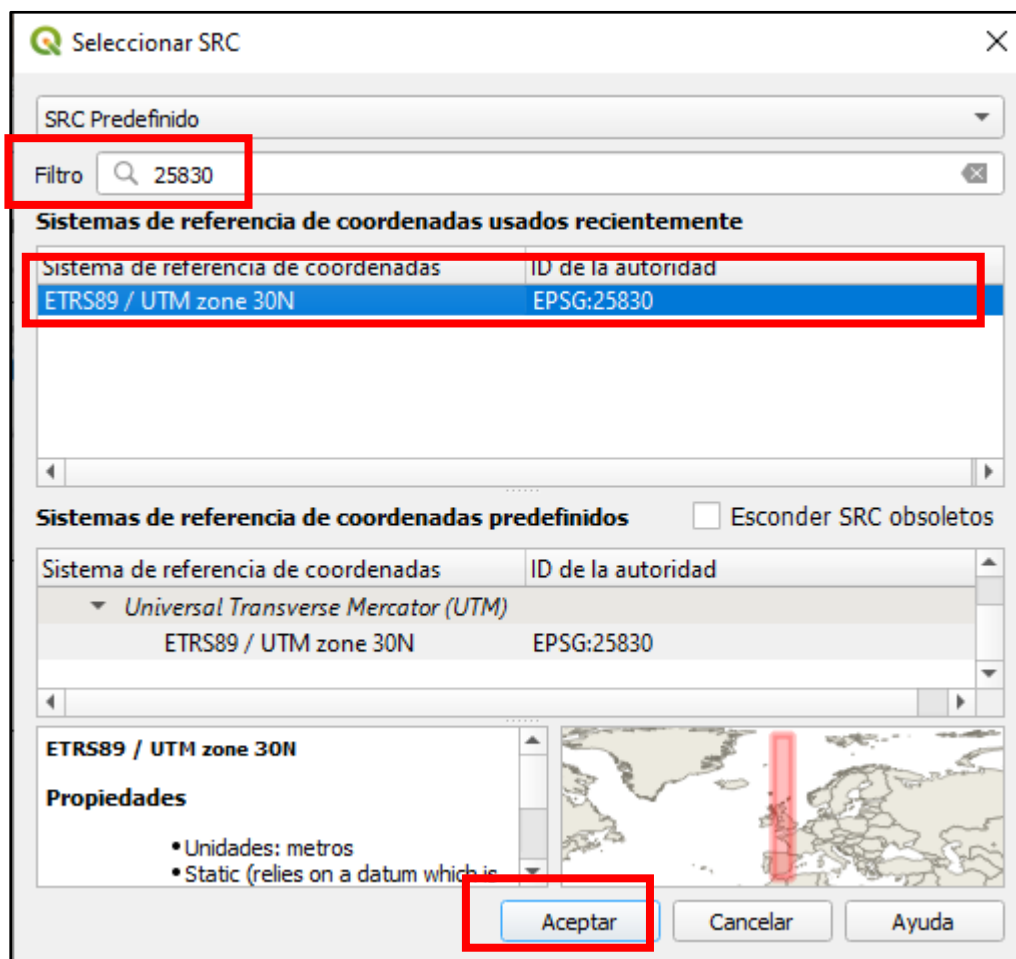 Seleccionar SRC
SRC Predefinido
Filtro 25830
Sistemas de referencia de coordenadas usados recientemente
Sistema de referencia de coordenadas ID de la autoridad
ETRS89 / UTM zone 30N EPSG:25830
Sistemas de referencia de coordenadas predefinidos Esconder SRC obsoletos
Sistema de referencia de coordenadas ID de la autoridad
Universal Transverse Mercator (UTM)
ETRS89 / UTM zone 30N EPSG:25830
ETRS89 / UTM zone 30N
Propiedades
•Unidades: metros
•Static (relies on a datum which is
Aceptar Cancelar Ayuda